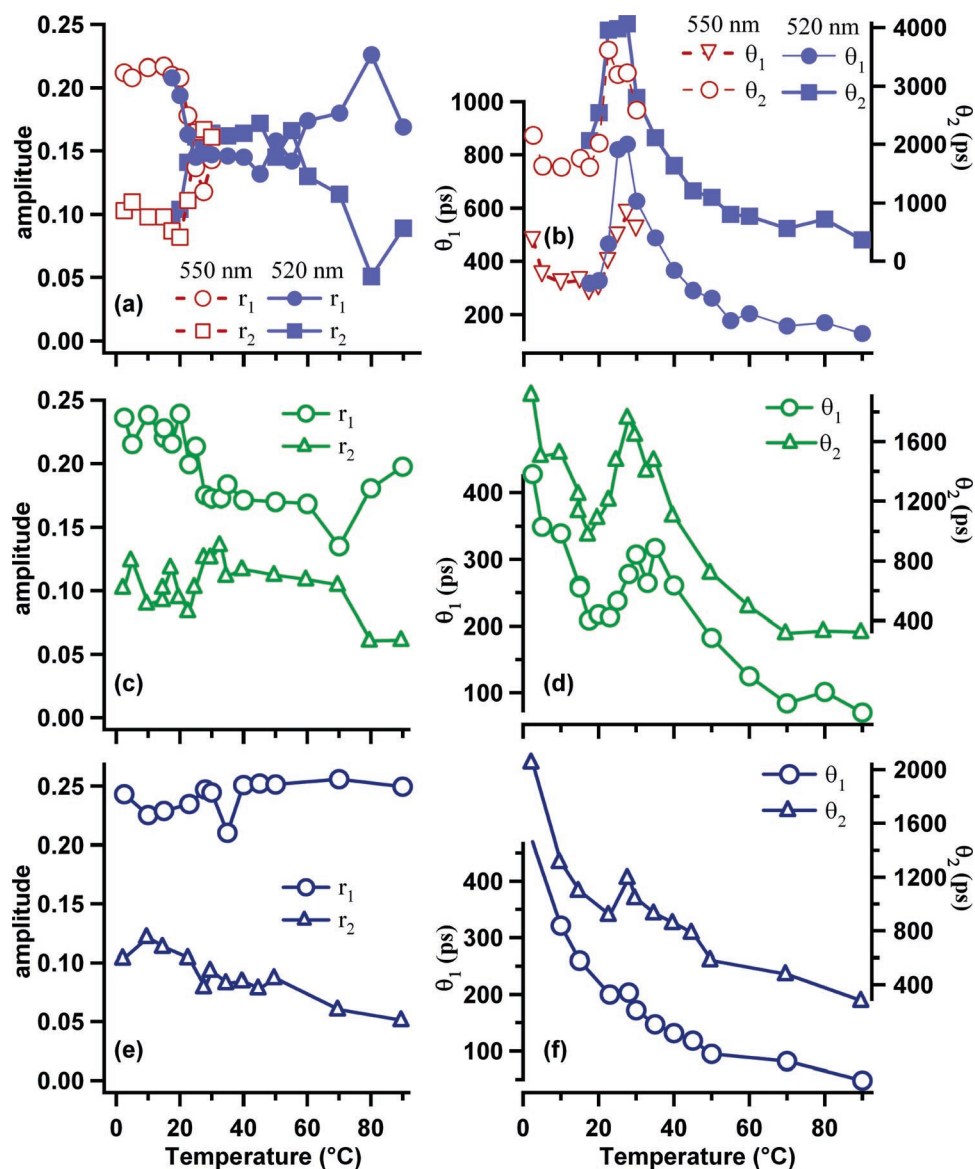 0.25
0.20
0.15
0.10
0.05
0.00
amplitude
(a)
550 nm 520 nm
r1 r1
r2 r2
1000
800
600
400
200
θ1 (ps)
(b)
550 nm 520 nm
θ1 θ1
θ2 θ2
4000
3000
2000
1000
0
θ2 (ps)
0.25
0.20
0.15
0.10
0.05
0.00
amplitude
(c)
r1
r2
400
300
200
100
θ1 (ps)
(d)
θ1
θ2
1600
1200
800
400
θ2 (ps)
0.25
0.20
0.15
0.10
0.05
0.00
amplitude
(e)
r1
r2
0 20 40 60 80
Temperature (°C)
400
300
200
100
θ1 (ps)
(f)
θ1
θ2
2000
1600
1200
800
400
θ2 (ps)
0 20 40 60 80
Temperature (°C)